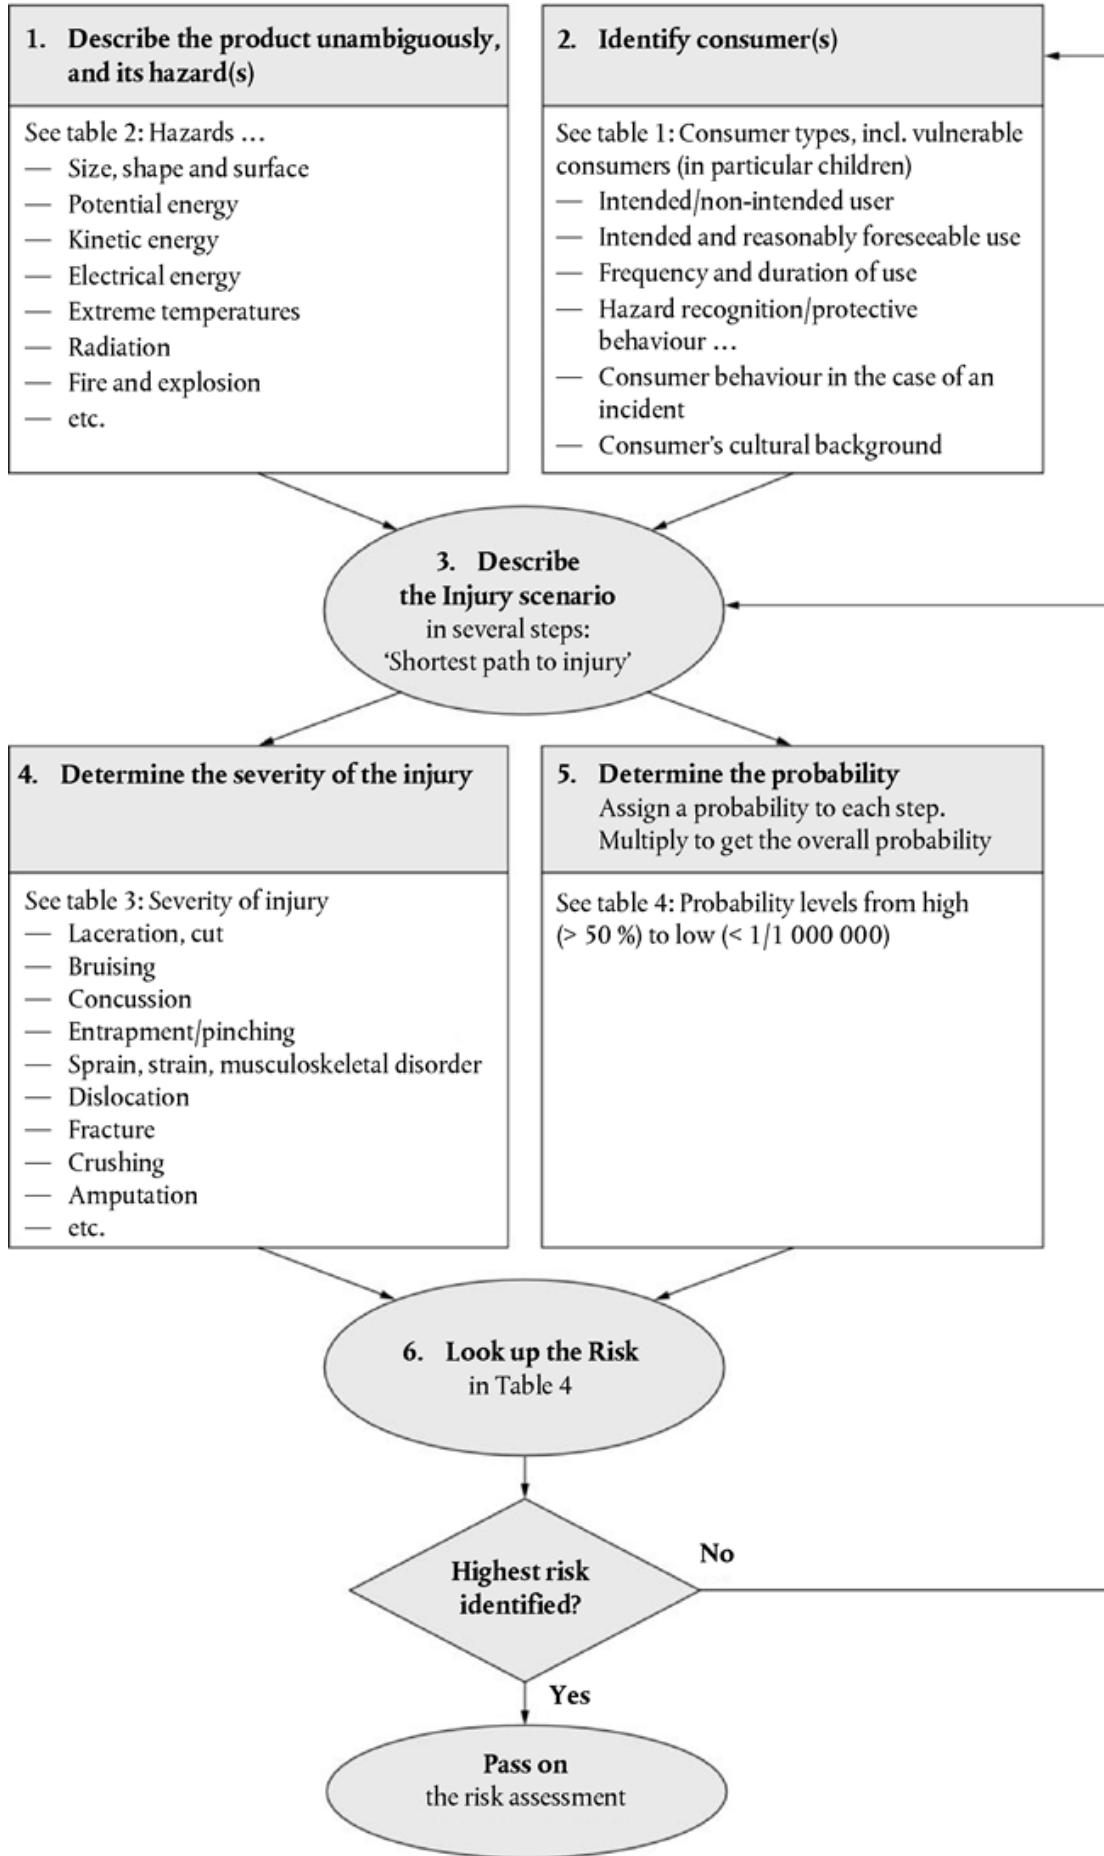 1. Describe the product unambiguously,
and its hazard(s)
See table 2: Hazards …
— Size, shape and surface
— Potential energy
— Kinetic energy
— Electrical energy
— Extreme temperatures
— Radiation
— Fire and explosion
— etc.
2. Identify consumer(s)
See table 1: Consumer types, incl. vulnerable
consumers (in particular children)
— Intended/non-intended user
— Intended and reasonably foreseeable use
— Frequency and duration of use
— Hazard recognition/protective
behaviour …
— Consumer behaviour in the case of an
incident
— Consumer's cultural background
3. Describe
the Injury scenario
in several steps:
'Shortest path to injury'
4. Determine the severity of the injury
See table 3: Severity of injury
— Laceration, cut
— Bruising
— Concussion
— Entrapment/pinching
— Sprain, strain, musculoskeletal disorder
— Dislocation
— Fracture
— Crushing
— Amputation
— etc.
5. Determine the probability
Assign a probability to each step.
Multiply to get the overall probability
See table 4: Probability levels from high
(> 50 %) to low (< 1/1 000 000)
6. Look up the Risk
in Table 4
Highest risk
identified?
No
Yes
Pass on
the risk assessment